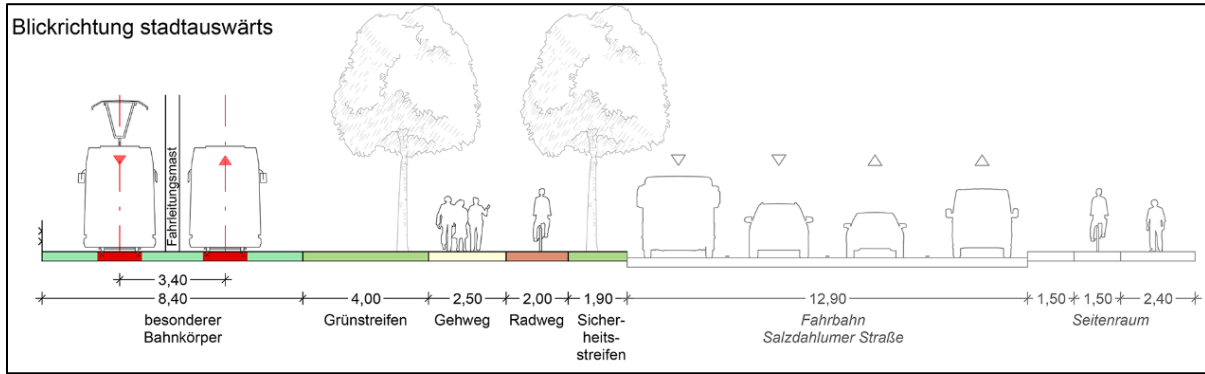 Blickrichtung stadtauswärts
Fahrleitungsmast
3,40
8,40 4,00 2,50 2,00 1,90 12,90 1,50 1,50 2,40
besonderer
Bahnkörper
Grünstreifen
Gehweg
Radweg
Sicher-
heits-
streifen
Fahrbahn
Salzdahlumer Straße
Seitenraum